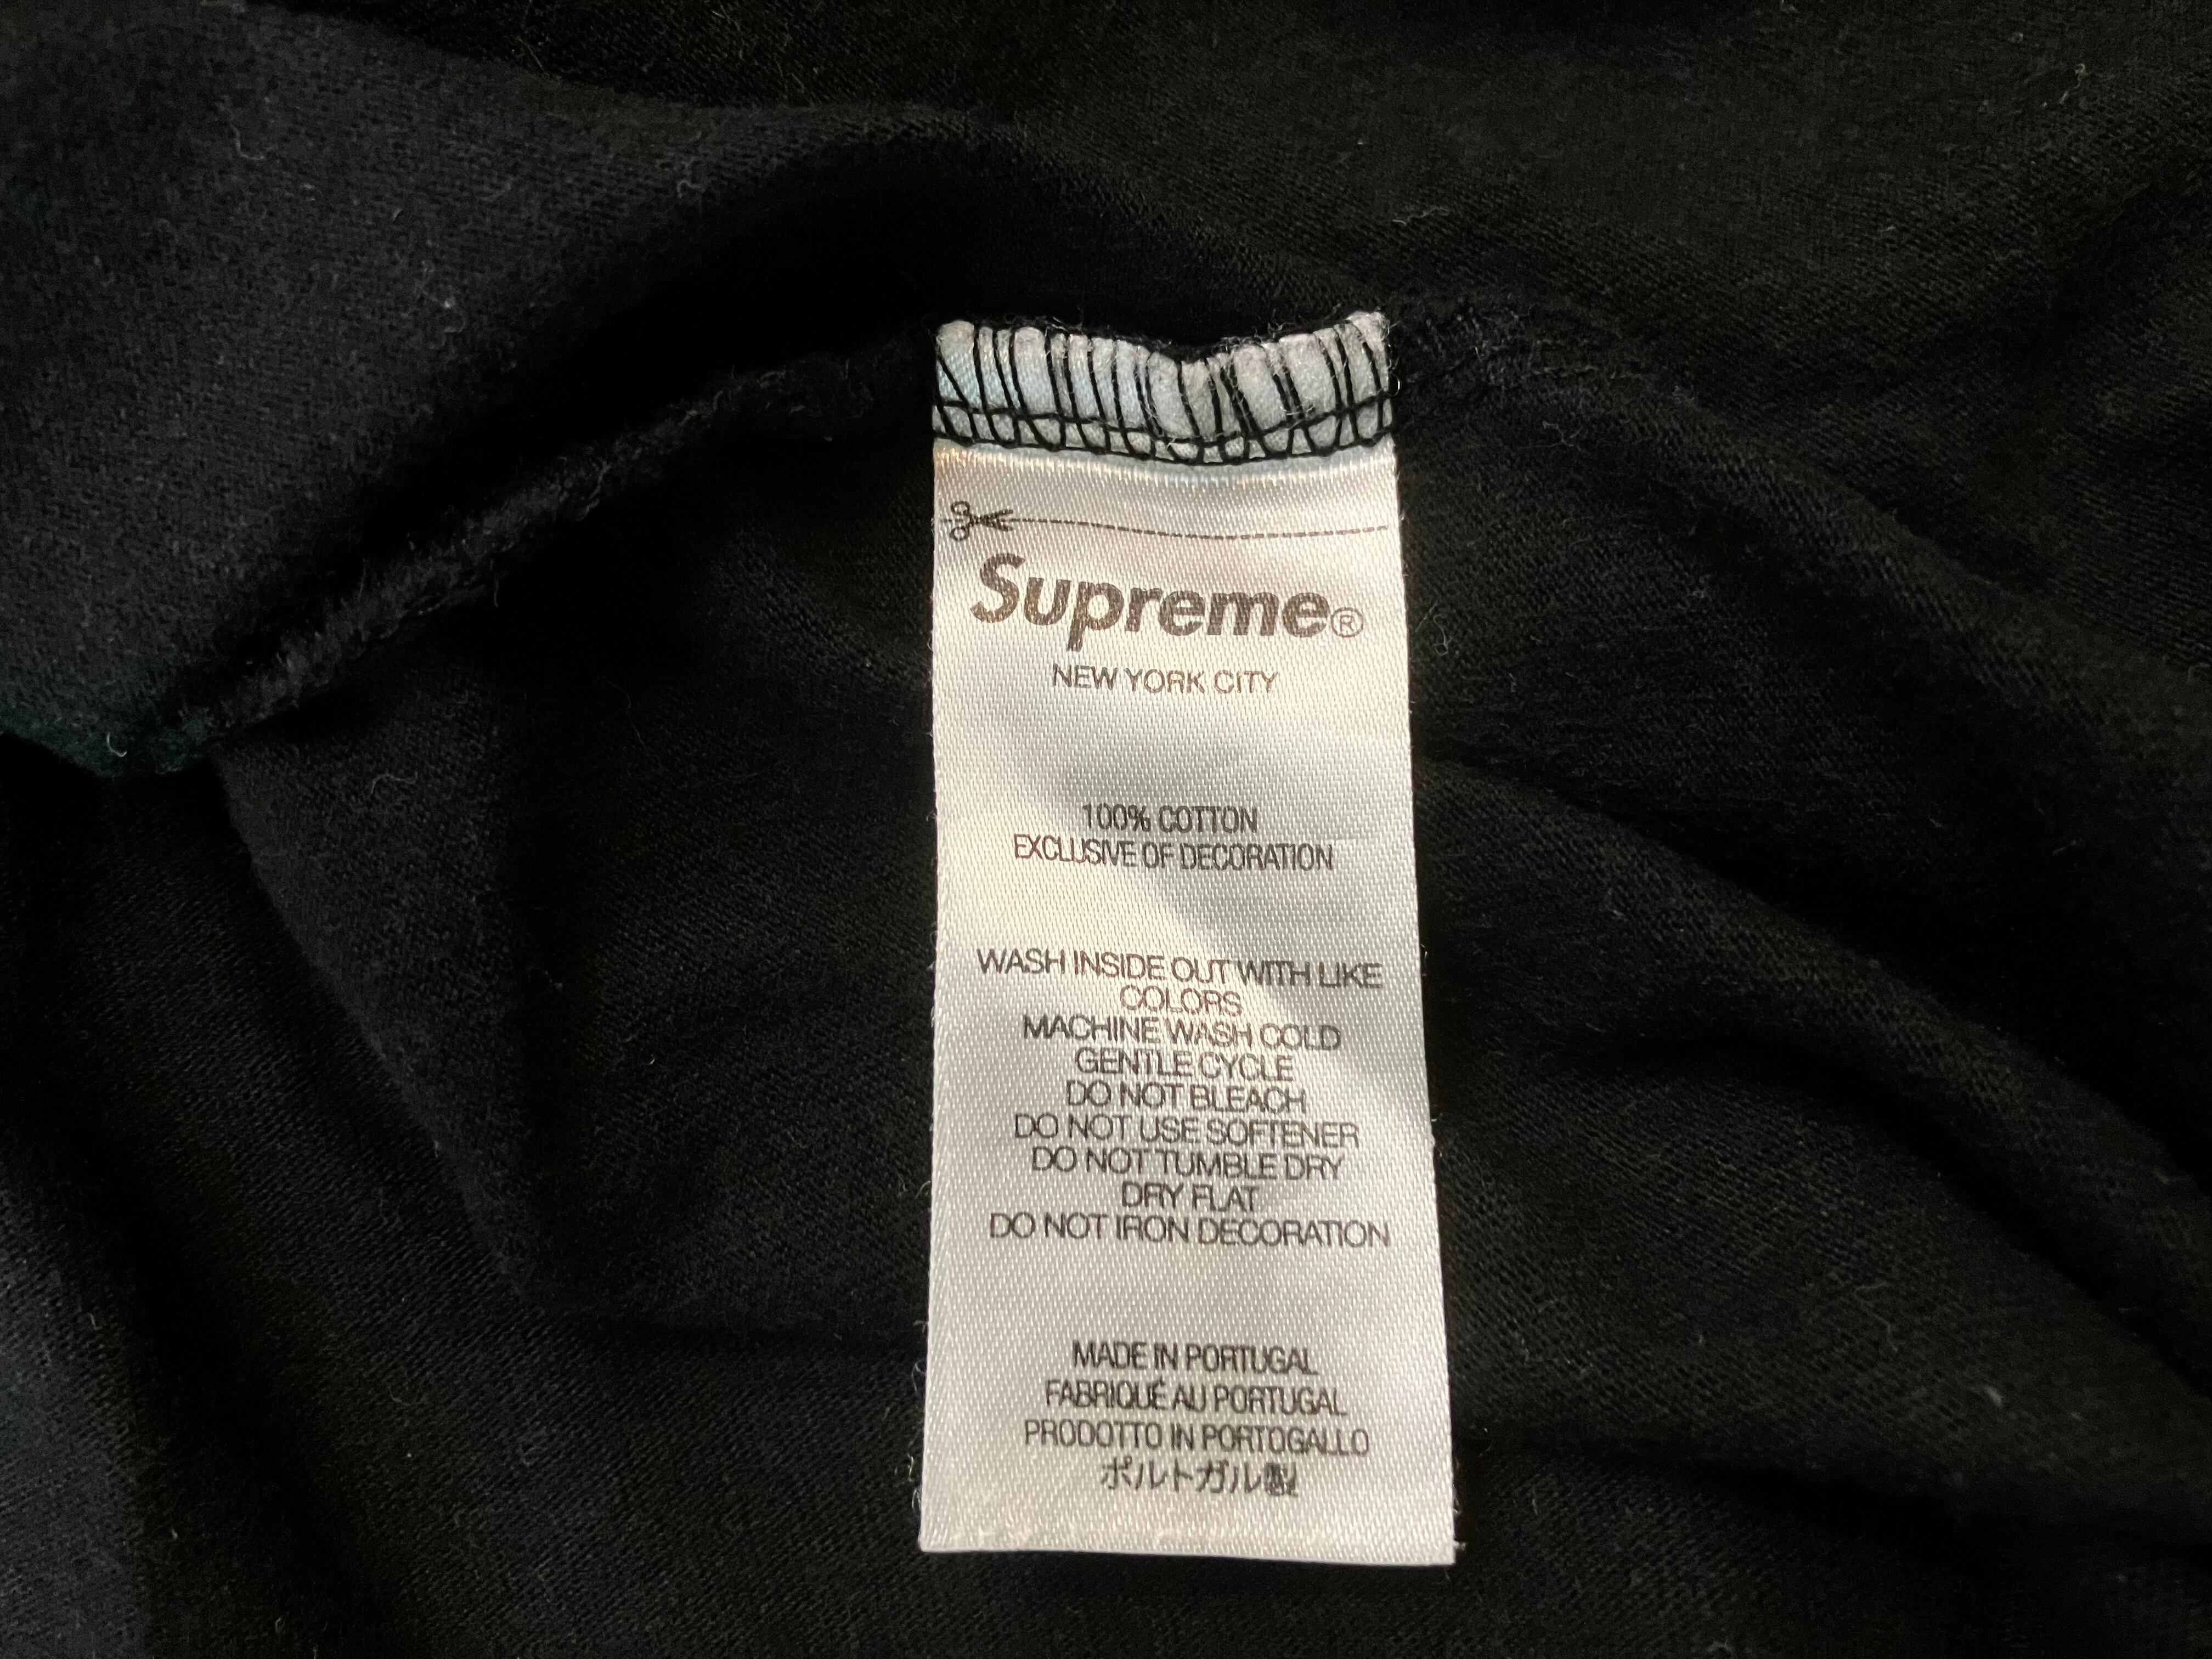 Supreme®
NEW YORK CITY
100% COTTON
EXCLUSIVE OF DECORATION
WASH INSIDE OUT WITH LIKE
COLORS
MACHINE WASH COLD
GENTLE CYCLE
DO NOT BLEACH
DO NOT USE SOFTENER
DO NOT TUMBLE DRY
DRY FLAT
DO NOT IRON DECORATION
MADE IN PORTUGAL
FABRIQUÉ AU PORTUGAL
PRODOTTO IN PORTOGALLO
ポルトガル製